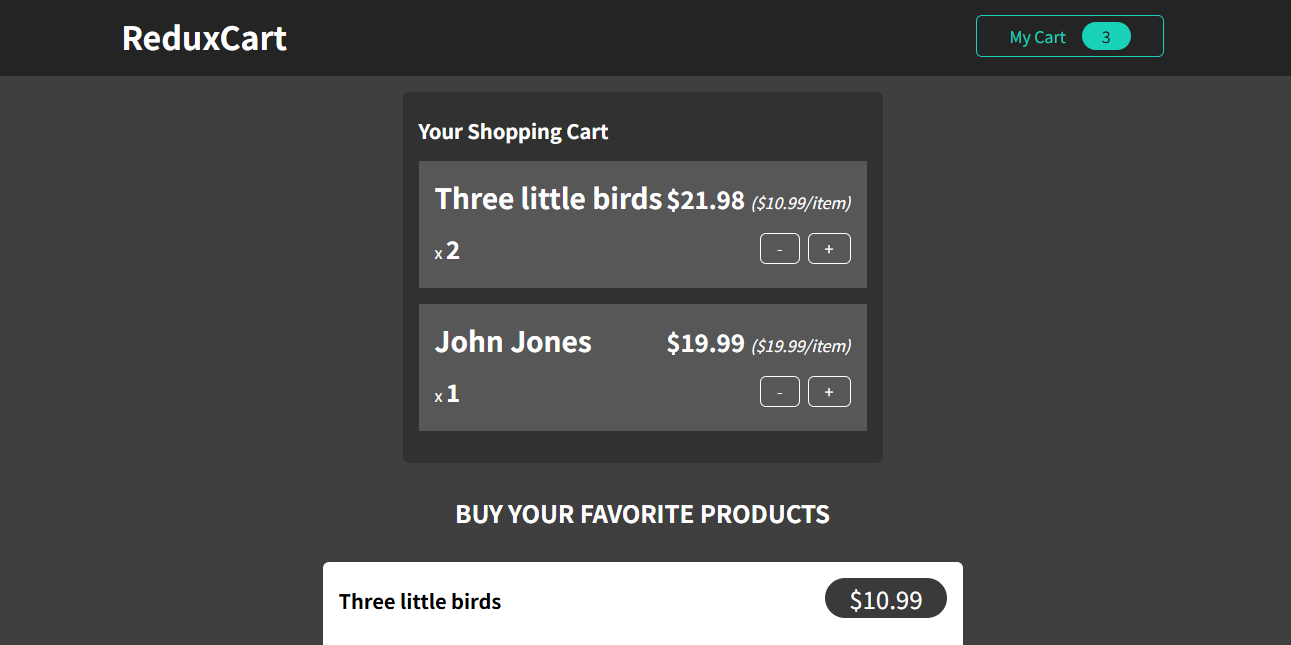 ReduxCart
My Cart 3
Your Shopping Cart
Three little birds $21.98 ($10.99/item)
x 2 - +
John Jones $19.99 ($19.99/item)
x 1 - +
BUY YOUR FAVORITE PRODUCTS
Three little birds $10.99